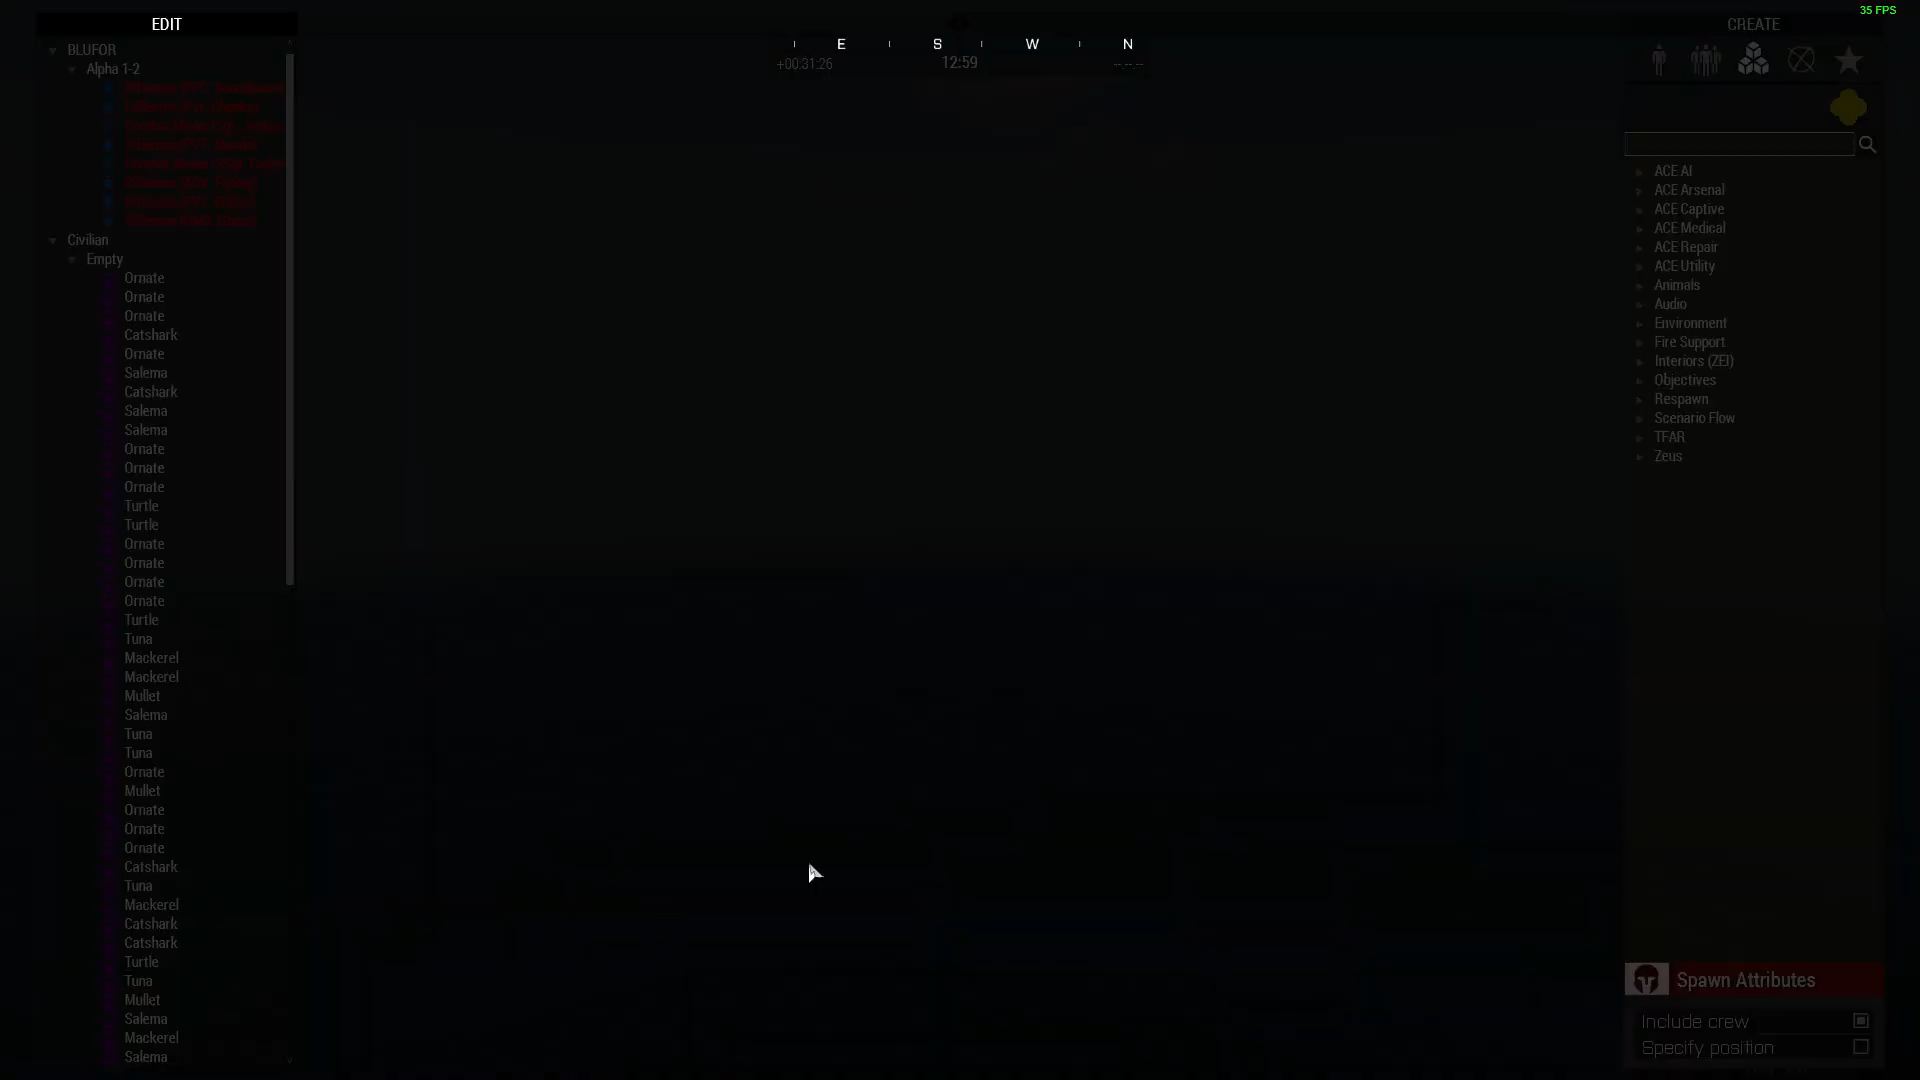 35 FPS
EDIT
CREATE
E S W N
+00:31:26
12:59
--:--:--
BLUFOR
Alpha 1-2
Civilian
Empty
Ornate
Ornate
Ornate
Catshark
Ornate
Salema
Catshark
Salema
Salema
Ornate
Ornate
Ornate
Turtle
Turtle
Ornate
Ornate
Ornate
Ornate
Turtle
Tuna
Mackerel
Mackerel
Mullet
Salema
Tuna
Tuna
Ornate
Mullet
Ornate
Ornate
Ornate
Catshark
Tuna
Mackerel
Catshark
Catshark
Turtle
Tuna
Mullet
Salema
Mackerel
Salema
ACE AI
ACE Arsenal
ACE Captive
ACE Medical
ACE Repair
ACE Utility
Animals
Audio
Environment
Fire Support
Interiors (ZEI)
Objectives
Respawn
Scenario Flow
TFAR
Zeus
Spawn Attributes
Include crew
Specify position